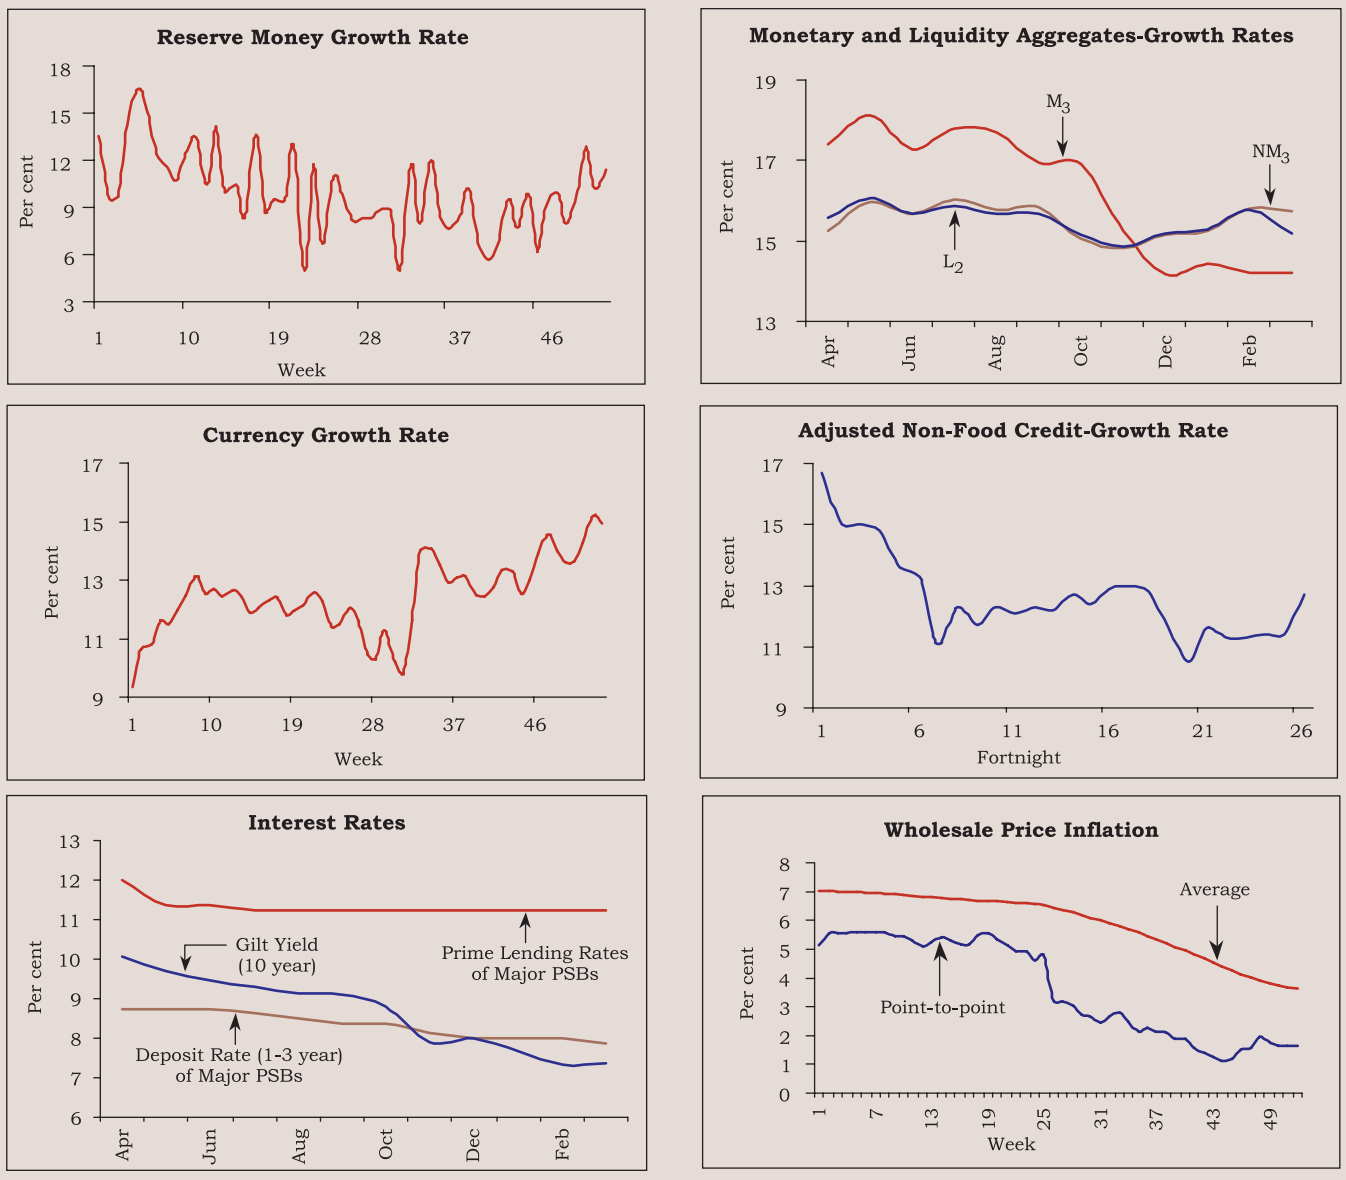 Reserve Money Growth Rate
18
15
12
9
6
3
Per cent
1 10 19 28 37 46
Week
Monetary and Liquidity Aggregates-Growth Rates
19
17
15
13
Per cent
M3
NM3
L2
Apr Jun Aug Oct Dec Feb
Currency Growth Rate
17
15
13
11
9
Per cent
1 10 19 28 37 46
Week
Adjusted Non-Food Credit-Growth Rate
17
15
13
11
9
Per cent
1 6 11 16 21 26
Fortnight
Interest Rates
13
12
11
10
9
8
7
6
Per cent
Gilt Yield
(10 year)
Prime Lending Rates
of Major PSBs
Deposit Rate (1-3 year)
of Major PSBs
Apr Jun Aug Oct Dec Feb
Wholesale Price Inflation
8
7
6
5
4
3
2
1
0
Per cent
Average
Point-to-point
1 7 13 19 25 31 37 43 49
Week